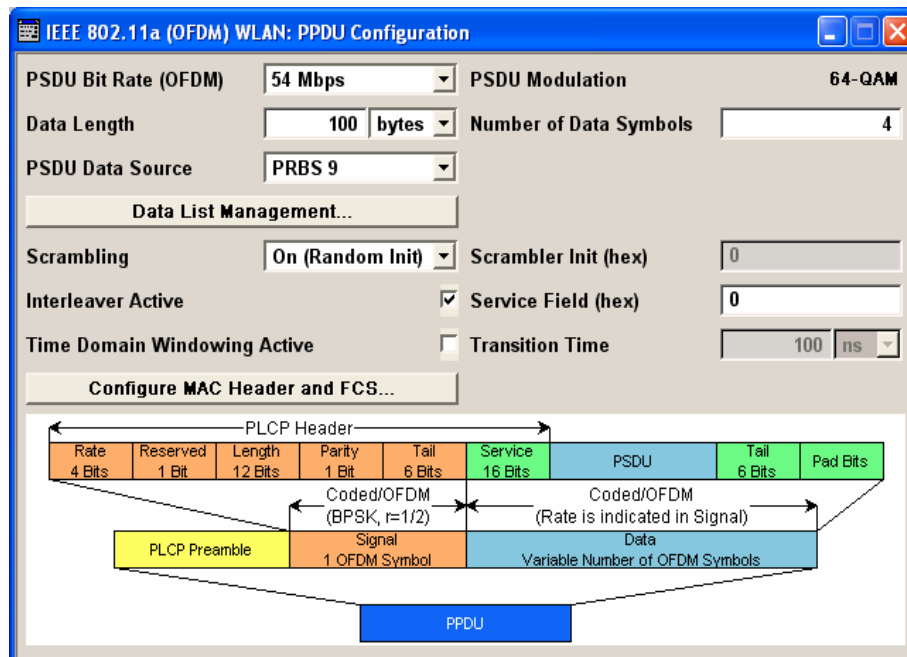 IEEE 802.11a (OFDM) WLAN: PPDU Configuration
PSDU Bit Rate (OFDM) 54 Mbps PSDU Modulation 64-QAM
Data Length 100 bytes Number of Data Symbols 4
PSDU Data Source PRBS 9
Data List Management...
Scrambling On (Random Init) Scrambler Init (hex) 0
Interleaver Active Service Field (hex) 0
Time Domain Windowing Active Transition Time 100 ns
Configure MAC Header and FCS...
PLCP Header
Rate Reserved Length Parity Tail Service PSDU Tail Pad Bits
4 Bits 1 Bit 12 Bits 1 Bit 6 Bits 16 Bits 6 Bits
Coded/OFDM Coded/OFDM
(BPSK, r=1/2) (Rate is indicated in Signal)
PLCP Preamble Signal Data
1 OFDM Symbol Variable Number of OFDM Symbols
PPDU